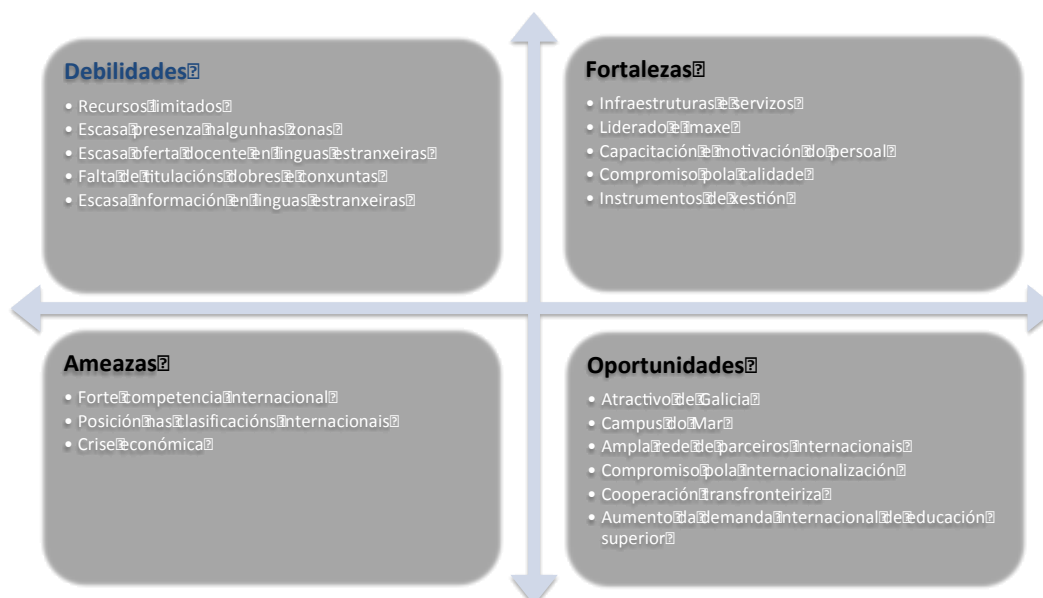 Debilidades
• Recursos limitados
• Escasa presenza nalgunhas zonas
• Escasa oferta docente en linguas estranxeiras
• Falta de titulacións dobres e conxuntas
• Escasa información en linguas estranxeiras
Fortalezas
• Infraestruturas e servizos
• Liderado e imaxe
• Capacitación e motivación do persoal
• Compromiso pola calidade
• Instrumentos de xestión
Ameazas
• Forte competencia internacional
• Posición nas clasificacións internacionais
• Crise económica
Oportunidades
• Atractivo de Galicia
• Campus do Mar
• Ampla rede de parceiros internacionais
• Compromiso pola internacionalización
• Cooperación transfronteiriza
• Aumento da demanda internacional de educación
superior